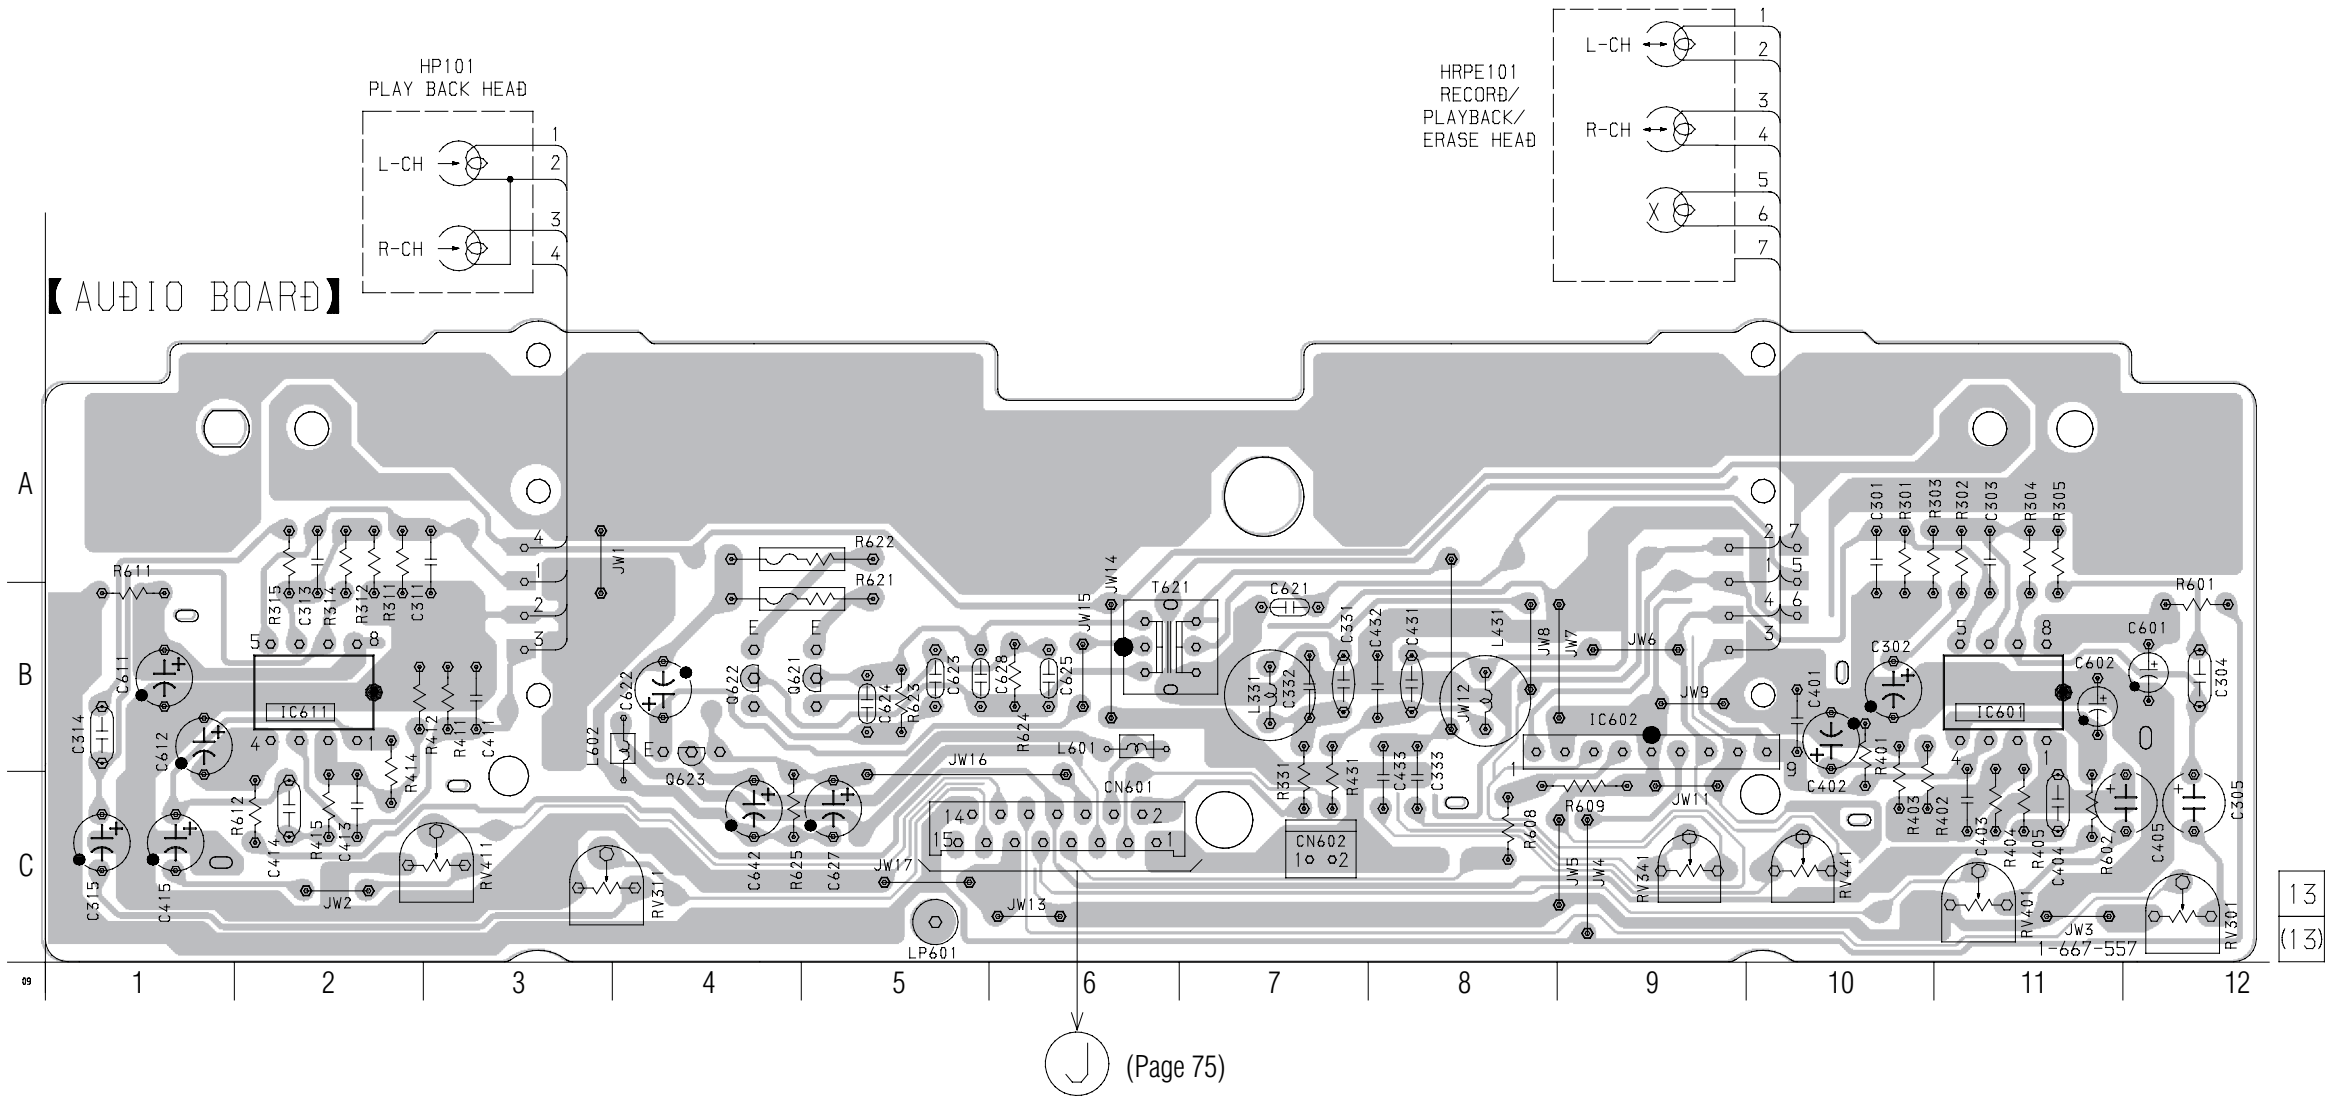 HP101
PLAY BACK HEAD
L-CH
R-CH
1
2
3
4
HRPE101
RECORD/
PLAYBACK/
ERASE HEAD
L-CH
R-CH
X
1
2
3
4
5
6
7
【AUDIO BOARD】
A
B
C
R611
R315
C313
R314
R312
R311
C311
4
1
2
3
JW1
R622
R621
JW14
JW15
T621
C621
C331
C432
C431
L431
JW8
JW7
JW6
2 7
1 5
4 6
3
C301
R301
R303
R302
C303
R304
R305
R601
C611
5
8
IC611
4
1
C314
C612
R412
R411
C411
R414
C622
L602
E
Q623
E
Q622
E
Q621
C624
R623
C623
C628
R624
C625
L601
L331
C332
JW12
JW9
IC602
1
9
C401
C302
C402
R401
5
8
IC601
4
1
C601
C602
C304
C315
C415
R612
C414
R415
C413
JW2
RV411
RV311
C642
R625
C627
JW16
CN601
14
2
15
1
JW17
JW13
LP601
R331
R431
C433
C333
CN602
1
2
R608
R609
JW11
JW5
JW4
RV341
RV441
R403
R402
C403
R404
R405
C404
R602
C405
C305
RV401
JW3
1-667-557
RV301
13
(13)
09
1
2
3
4
5
6
7
8
9
10
11
12
J
(Page 75)